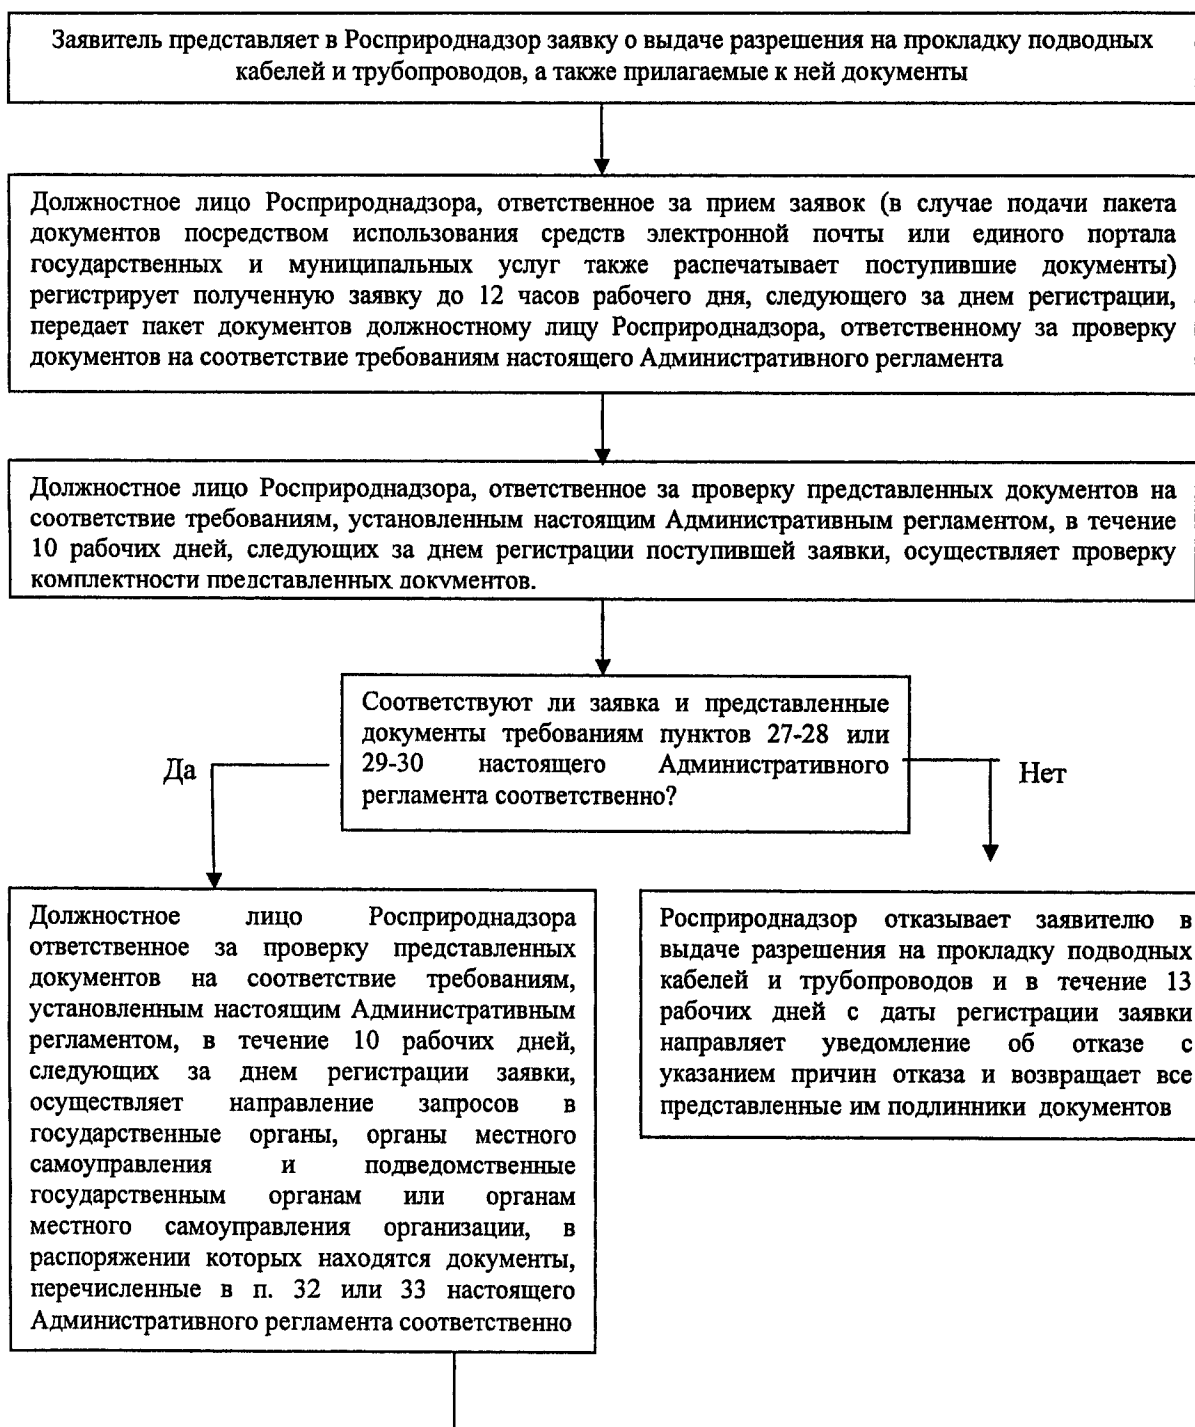 Заявитель представляет в Росприроднадзор заявку о выдаче разрешения на прокладку подводных
кабелей и трубопроводов, а также прилагаемые к ней документы
Должностное лицо Росприроднадзора, ответственное за прием заявок (в случае подачи пакета
документов посредством использования средств электронной почты или единого портала
государственных и муниципальных услуг также распечатывает поступившие документы)
регистрирует полученную заявку до 12 часов рабочего дня, следующего за днем регистрации,
передает пакет документов должностному лицу Росприроднадзора, ответственному за проверку
документов на соответствие требованиям настоящего Административного регламента
Должностное лицо Росприроднадзора, ответственное за проверку представленных документов на
соответствие требованиям, установленным настоящим Административным регламентом, в течение
10 рабочих дней, следующих за днем регистрации поступившей заявки, осуществляет проверку
комплектности представленных документов.
Соответствуют ли заявка и представленные
документы требованиям пунктов 27-28 или
29-30 настоящего Административного
регламента соответственно?
Да
Нет
Должностное лицо Росприроднадзора
ответственное за проверку представленных
документов на соответствие требованиям,
установленным настоящим Административным
регламентом, в течение 10 рабочих дней,
следующих за днем регистрации заявки,
осуществляет направление запросов в
государственные органы, органы местного
самоуправления и подведомственные
государственным органам или органам
местного самоуправления организации, в
распоряжении которых находятся документы,
перечисленные в п. 32 или 33 настоящего
Административного регламента соответственно
Росприроднадзор отказывает заявителю в
выдаче разрешения на прокладку подводных
кабелей и трубопроводов и в течение 13
рабочих дней с даты регистрации заявки
направляет уведомление об отказе с
указанием причин отказа и возвращает все
представленные им подлинники документов